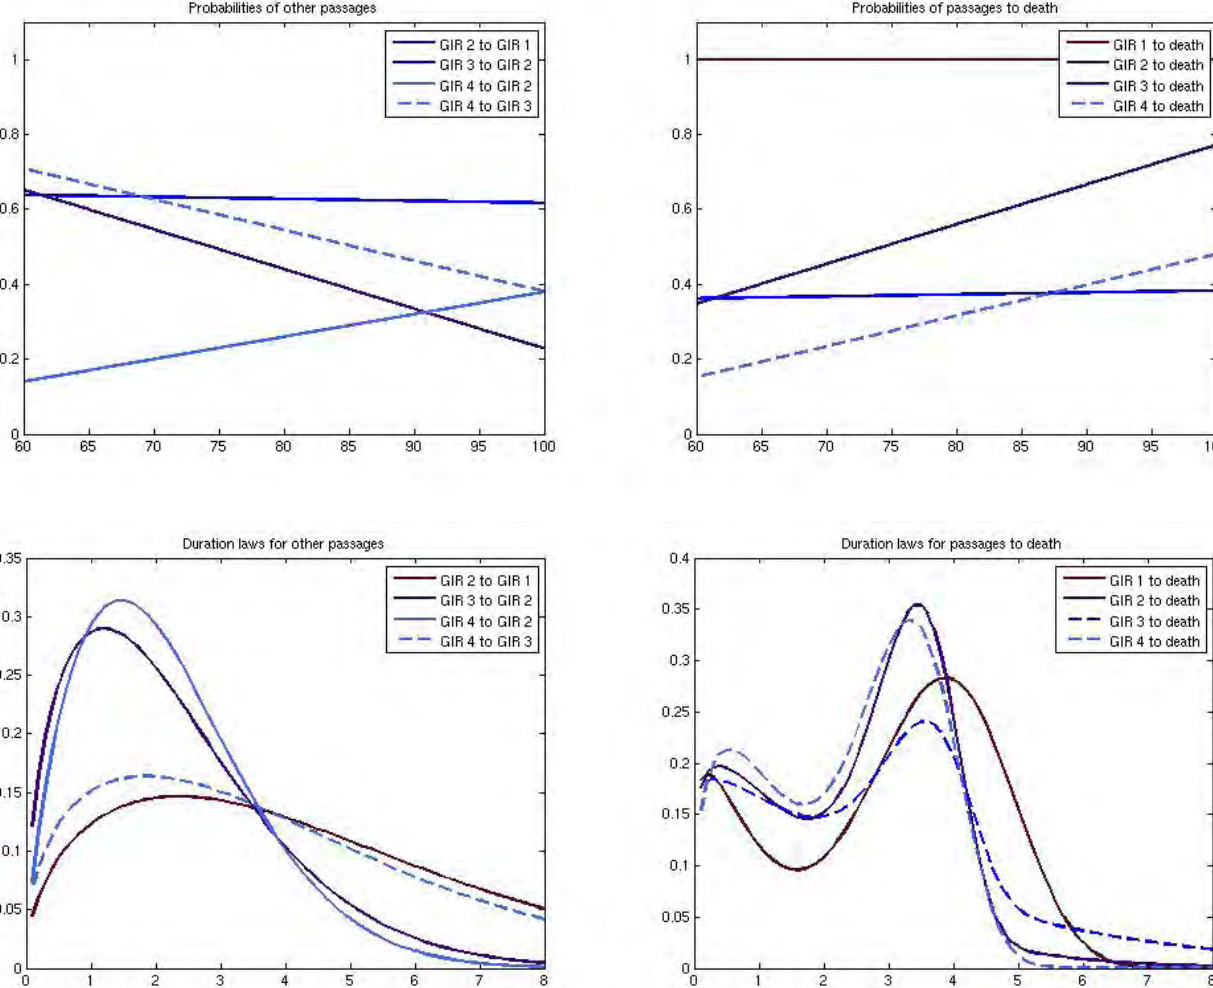 Probabilities of other passages
GIR 2 to GIR 1
GIR 3 to GIR 2
GIR 4 to GIR 2
GIR 4 to GIR 3
1
0.8
0.6
0.4
0.2
0
60 65 70 75 80 85 90 95 100
Probabilities of passages to death
GIR 1 to death
GIR 2 to death
GIR 3 to death
GIR 4 to death
1
0.8
0.6
0.4
0.2
0
60 65 70 75 80 85 90 95
Duration laws for other passages
GIR 2 to GIR 1
GIR 3 to GIR 2
GIR 4 to GIR 2
GIR 4 to GIR 3
0.35
0.3
0.25
0.2
0.15
0.1
0.05
0
0 1 2 3 4 5 6 7 8
Duration laws for passages to death
GIR 1 to death
GIR 2 to death
GIR 3 to death
GIR 4 to death
0.4
0.35
0.3
0.25
0.2
0.15
0.1
0.05
0
0 1 2 3 4 5 6 7 8